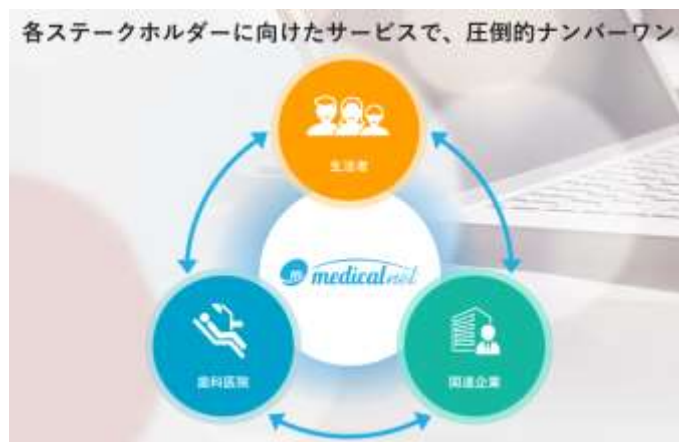 各ステークホルダーに向けたサービスで、圧倒的ナンバーワン
生活者
m medicalnet
歯科医院
関連企業